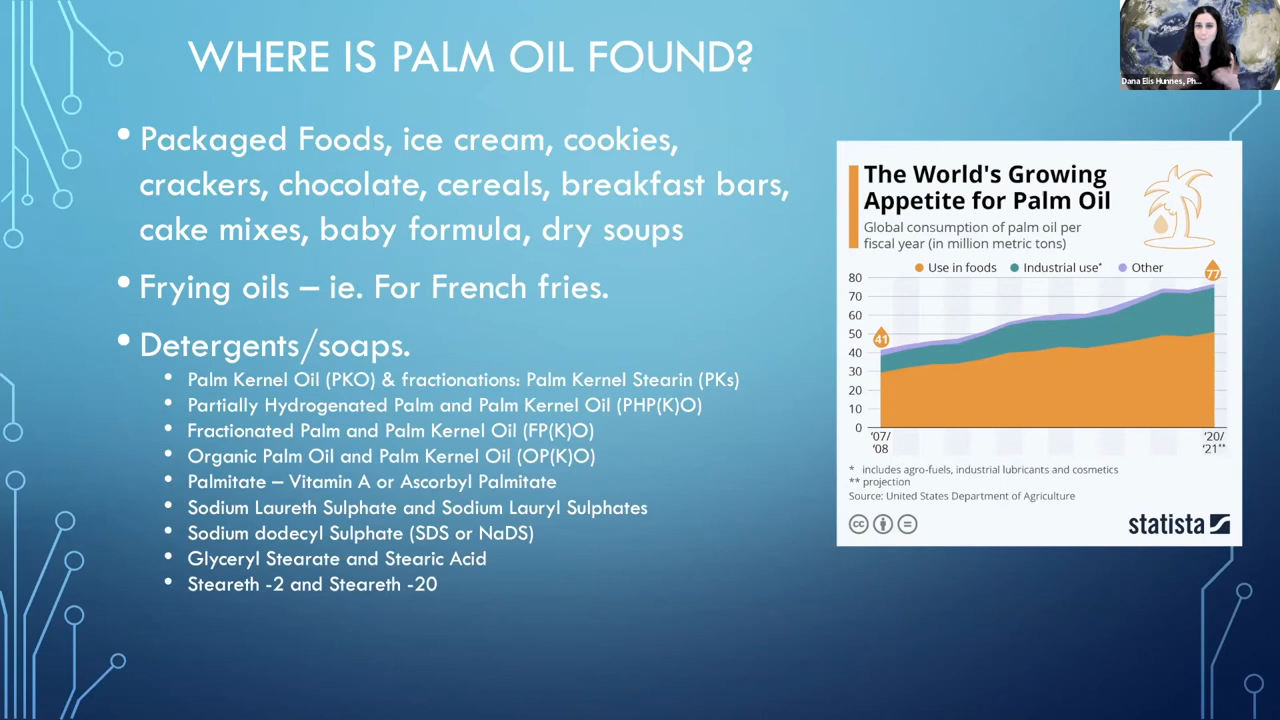 WHERE IS PALM OIL FOUND?
Dana Elis Hunnes, Ph...
• Packaged Foods, ice cream, cookies,
crackers, chocolate, cereals, breakfast bars,
cake mixes, baby formula, dry soups
• Frying oils – ie. For French fries.
• Detergents/soaps.
• Palm Kernel Oil (PKO) & fractionations: Palm Kernel Stearin (PKs)
• Partially Hydrogenated Palm and Palm Kernel Oil (PHP(K)O)
• Fractionated Palm and Palm Kernel Oil (FP(K)O)
• Organic Palm Oil and Palm Kernel Oil (OP(K)O)
• Palmitate – Vitamin A or Ascorbyl Palmitate
• Sodium Laureth Sulphate and Sodium Lauryl Sulphates
• Sodium dodecyl Sulphate (SDS or NaDS)
• Glyceryl Stearate and Stearic Acid
• Steareth -2 and Steareth -20
The World's Growing
Appetite for Palm Oil
Global consumption of palm oil per
fiscal year (in million metric tons)
Use in foods Industrial use* Other
77
80
70
60
50
41
40
30
20
10
0
'07/ '20/
'08 '21**
* includes agro-fuels, industrial lubricants and cosmetics
** projection
Source: United States Department of Agriculture
cc
statista